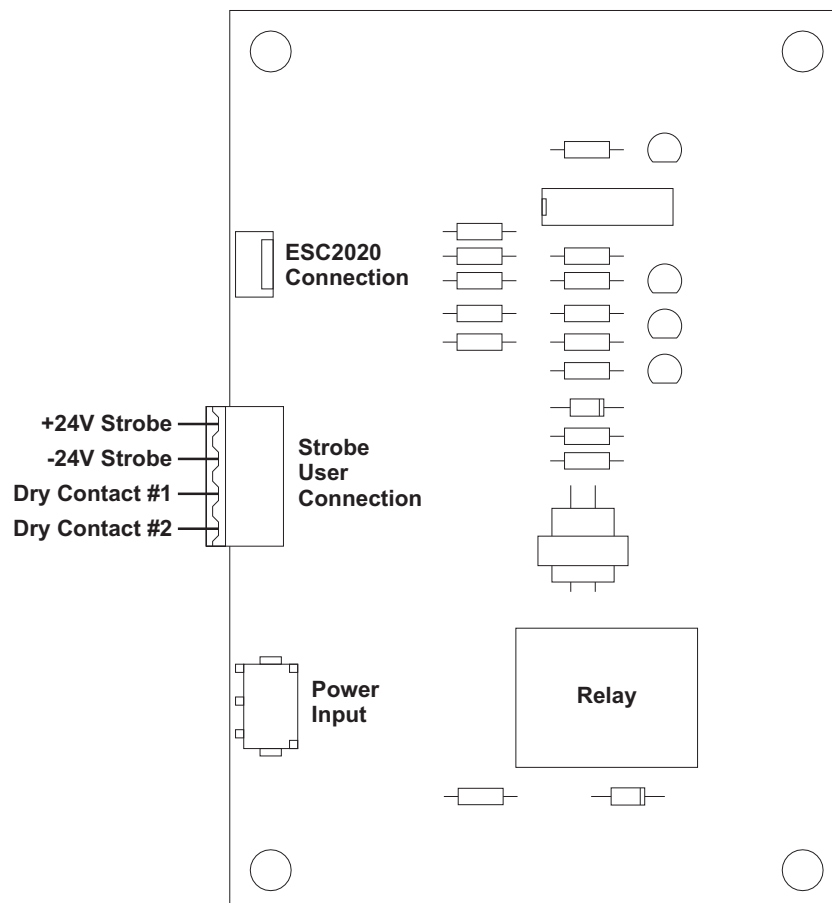 ESC2020
Connection
+24V Strobe
-24V Strobe
Dry Contact #1
Dry Contact #2
Strobe
User
Connection
Power
Input
Relay